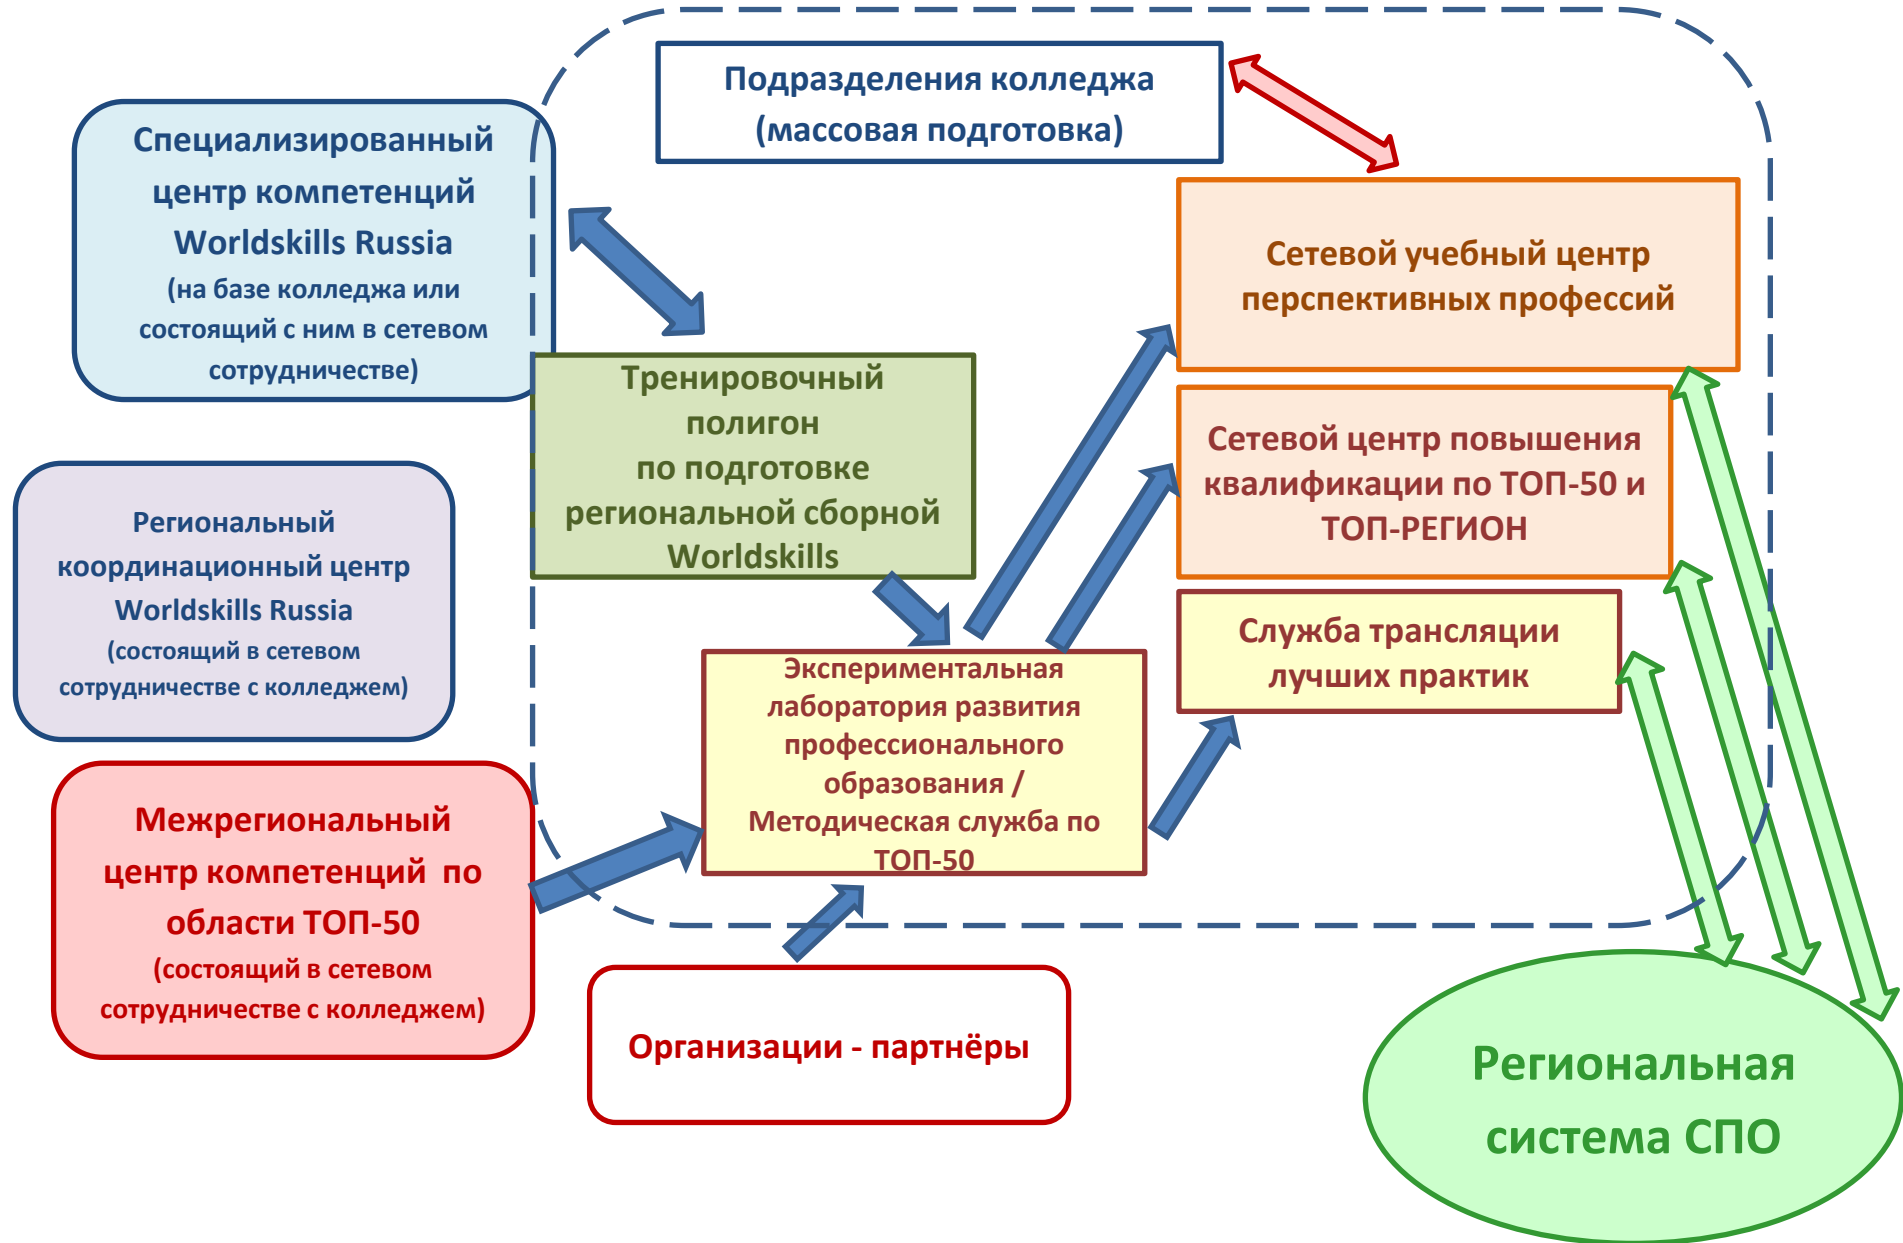 Подразделения колледжа
(массовая подготовка)
Специализированный
центр компетенций
Worldskills Russia
(на базе колледжа или
состоящий с ним в сетевом
сотрудничестве)
Сетевой учебный центр
перспективных профессий
Тренировочный
полигон
по подготовке
региональной сборной
Worldskills
Сетевой центр повышения
квалификации по ТОП-50 и
ТОП-РЕГИОН
Региональный
координационный центр
Worldskills Russia
(состоящий в сетевом
сотрудничестве с колледжем)
Служба трансляции
лучших практик
Экспериментальная
лаборатория развития
профессионального
образования /
Методическая служба по
ТОП-50
Межрегиональный
центр компетенций по
области ТОП-50
(состоящий в сетевом
сотрудничестве с колледжем)
Организации - партнёры
Региональная
система СПО